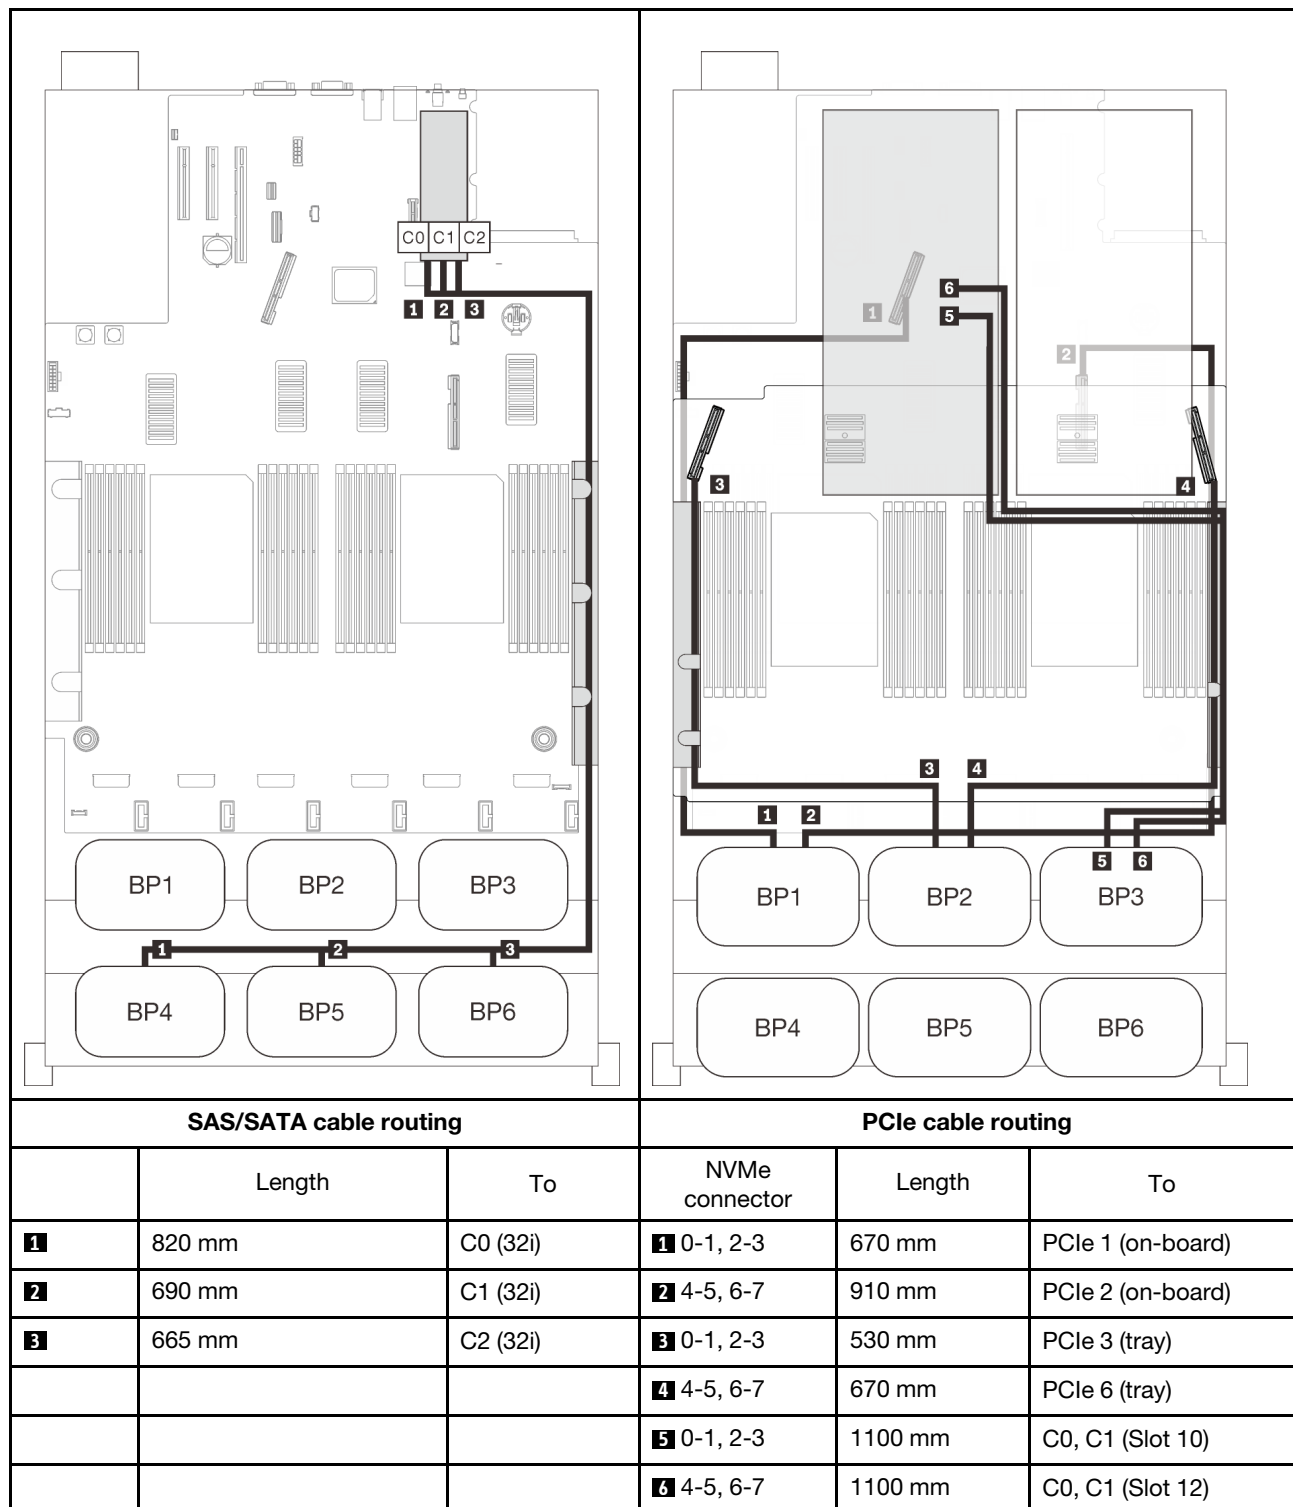 C0 C1 C2
1 2 3
BP1 BP2 BP3
1 2 3
BP4 BP5 BP6
6
1 5
2
3 4
3 4
1 2
5 6
BP1 BP2 BP3
BP4 BP5 BP6
SAS/SATA cable routing PCIe cable routing
Length To NVMe connector Length To
1 820 mm C0 (32i) 1 0-1, 2-3 670 mm PCIe 1 (on-board)
2 690 mm C1 (32i) 2 4-5, 6-7 910 mm PCIe 2 (on-board)
3 665 mm C2 (32i) 3 0-1, 2-3 530 mm PCIe 3 (tray)
4 4-5, 6-7 670 mm PCIe 6 (tray)
5 0-1, 2-3 1100 mm C0, C1 (Slot 10)
6 4-5, 6-7 1100 mm C0, C1 (Slot 12)